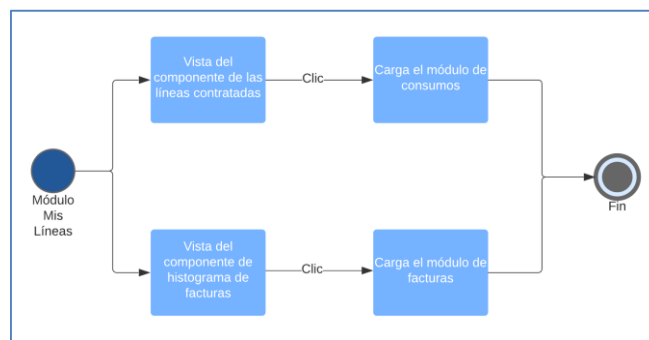 Vista del
componente de las
líneas contratadas
Clic
Carga el módulo de
consumos
Módulo
Mis
Líneas
Fin
Vista del
componente de
histograma de
facturas
Clic
Carga el módulo de
facturas